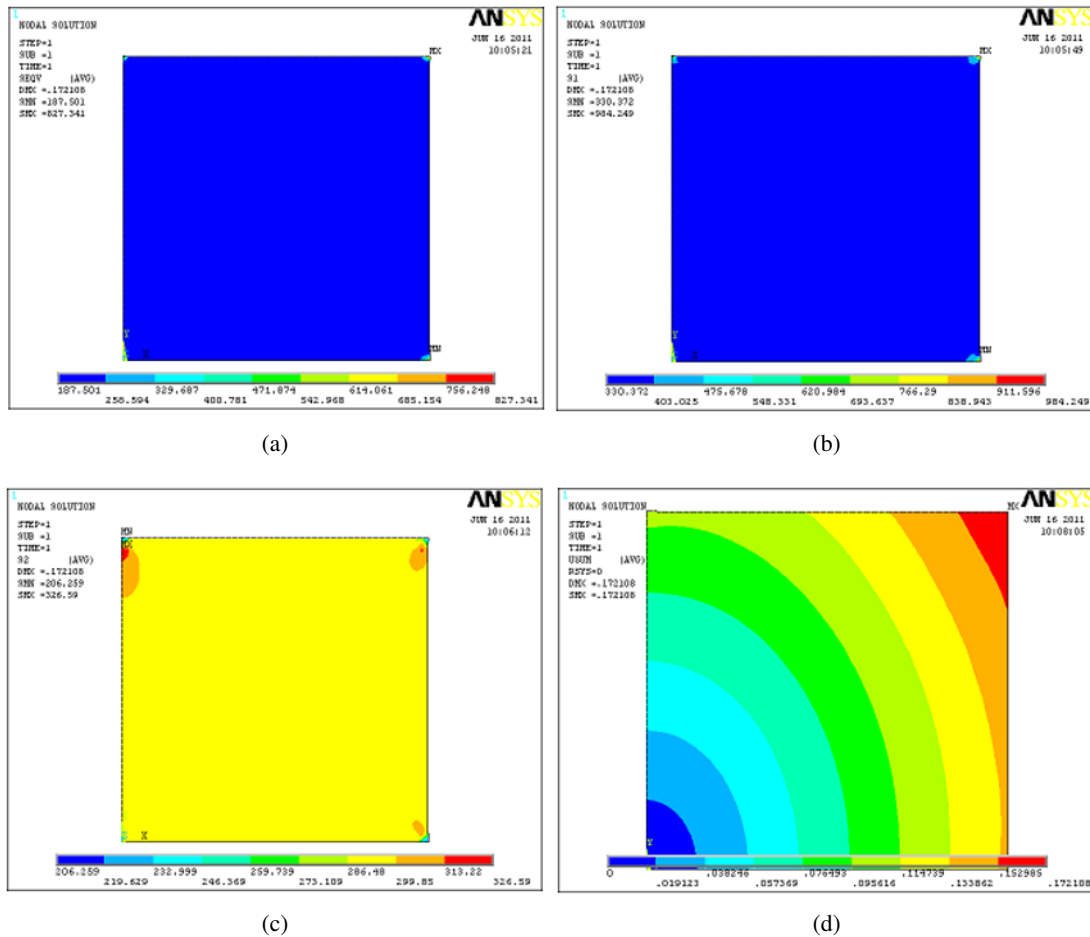 1
NODAL SOLUTION
STEP=1
SUB =1
TIME=1
SEQV (AVG)
DMX =.172108
SMN =187.501
SMX =827.341
ANSYS
JUN 16 2011
10:05:21
MX
Y
X
MN
187.501 329.687 471.874 614.061 756.248
258.594 400.781 542.968 685.154 827.341
(a)
1
NODAL SOLUTION
STEP=1
SUB =1
TIME=1
S1 (AVG)
DMX =.172108
SMN =330.372
SMX =984.249
ANSYS
JUN 16 2011
10:05:49
MX
Y
X
MN
330.372 475.678 620.984 766.29 911.596
403.025 548.331 693.637 838.943 984.249
(b)
1
NODAL SOLUTION
STEP=1
SUB =1
TIME=1
S2 (AVG)
DMX =.172108
SMN =206.259
SMX =326.59
ANSYS
JUN 16 2011
10:06:12
MN
MX
X
206.259 232.999 259.739 286.48 313.22
219.629 246.369 273.109 299.85 326.59
(c)
1
NODAL SOLUTION
STEP=1
SUB =1
TIME=1
USUM (AVG)
RSYS=0
DMX =.172108
SMX =.172108
ANSYS
JUN 16 2011
10:08:05
MX
Y
0 .038246 .076493 .114739 .152985
.019123 .057369 .095616 .133862 .172108
(d)